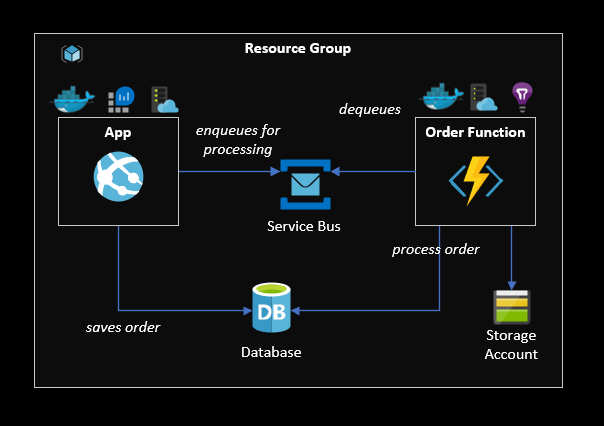 Resource Group
App
enqueues for
processing
dequeues
Order Function
Service Bus
process order
saves order
DB
Database
Storage
Account